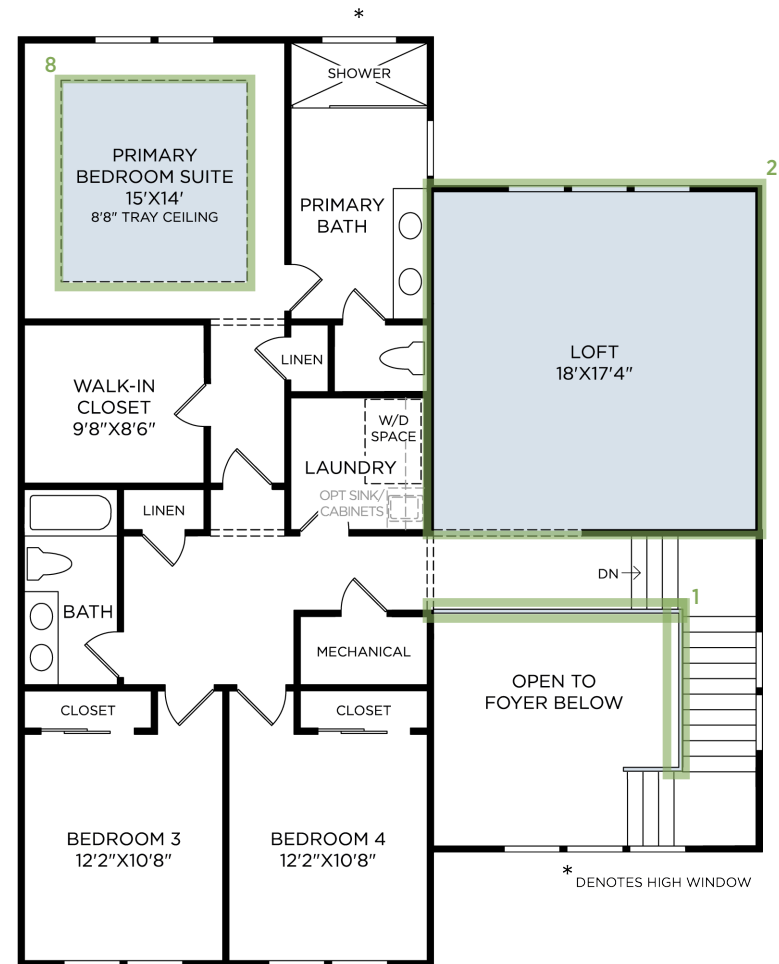 *
8
SHOWER
PRIMARY
BEDROOM SUITE
15'X14'
8'8" TRAY CEILING
2
PRIMARY
BATH
LOFT
18'X17'4"
LINEN
WALK-IN
CLOSET
9'8"X8'6"
W/D
SPACE
LAUNDRY
OPT SINK/
CABINETS
LINEN
DN
BATH
1
MECHANICAL
OPEN TO
FOYER BELOW
CLOSET
CLOSET
BEDROOM 3
12'2"X10'8"
BEDROOM 4
12'2"X10'8"
* DENOTES HIGH WINDOW